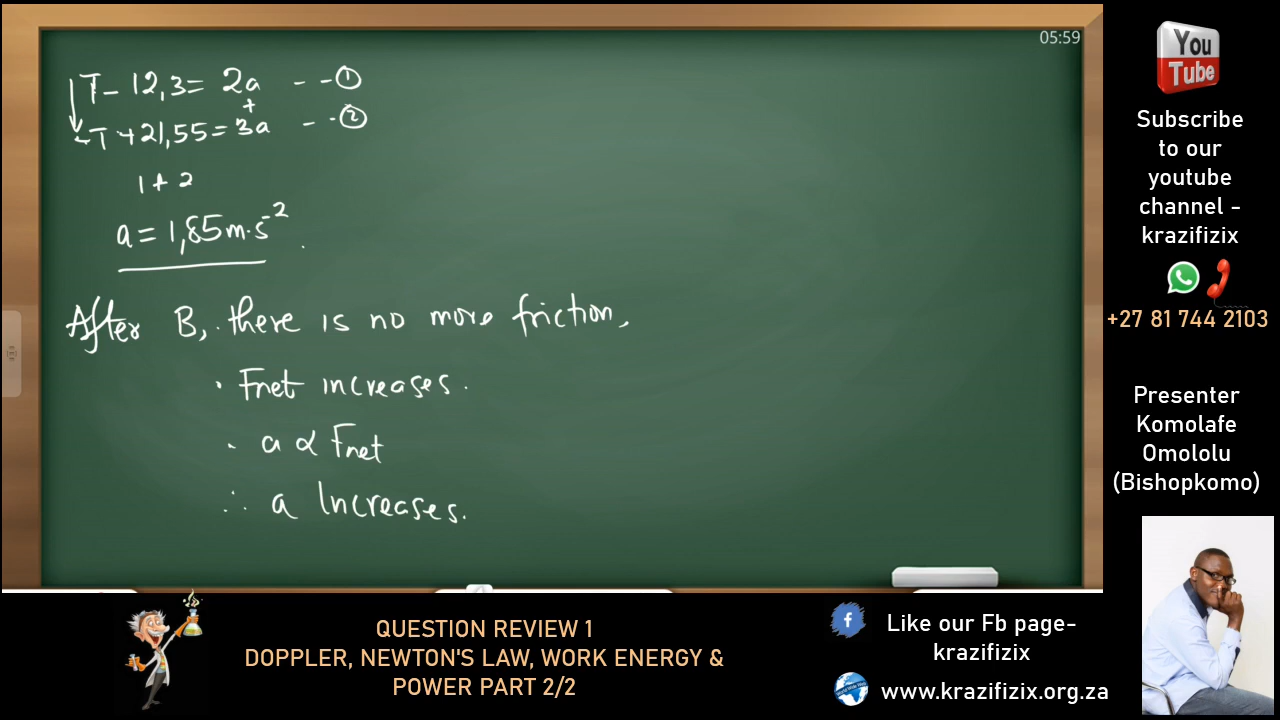 05:59
T - 12,3 = 2a - - ①
+
-T + 21,55 = 3a - - ②
1 + 2
a = 1,85m·s⁻²
After B, there is no more friction,
· Fnet increases.
· a ∝ Fnet
∴ a Increases.
You
Tube
Subscribe
to our
youtube
channel -
krazifizix
+27 81 744 2103
Presenter
Komolafe
Omololu
(Bishopkomo)
QUESTION REVIEW 1
DOPPLER, NEWTON'S LAW, WORK ENERGY &
POWER PART 2/2
f
Like our Fb page-
krazifizix
www.krazifizix.org.za